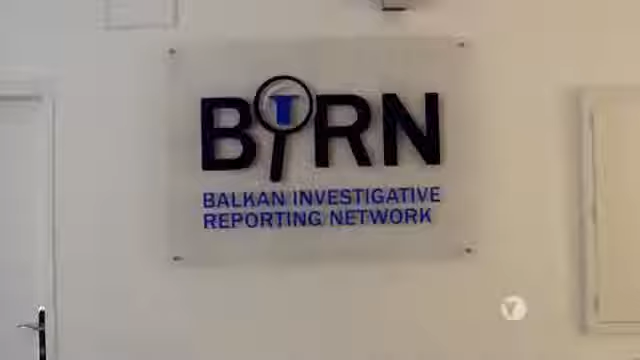 BIRN
BALKAN INVESTIGATIVE
REPORTING NETWORK